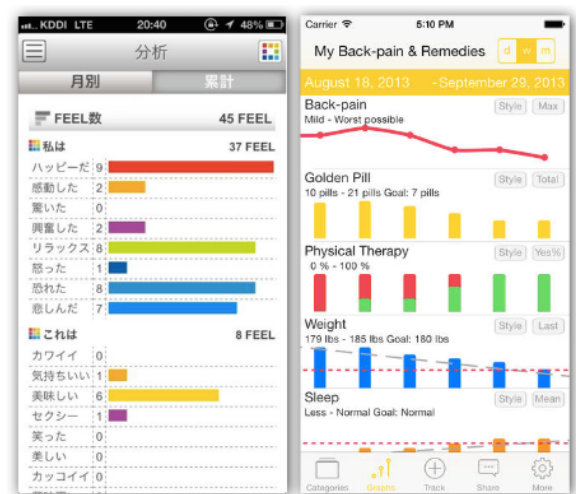 KDDI LTE 20:40 48%
分析
月別 累計
FEEL数 45 FEEL
私は 37 FEEL
ハッピーだ 9
感動した 2
驚いた 0
興奮した 2
リラックス 8
怒った 1
恐れた 8
悲しんだ 7
これは 8 FEEL
カワイイ 0
気持ちいい 1
美味しい 6
セクシー 1
笑った 0
美しい 0
カッコイイ 0
Carrier 5:10 PM
My Back-pain & Remedies d w m
August 18, 2013 - September 29, 2013
Back-pain Style Max
Mild - Worst possible
Golden Pill Style Total
10 pills - 21 pills Goal: 7 pills
Physical Therapy Style Yes%
0 % - 100 %
Weight Style Last
179 lbs - 185 lbs Goal: 180 lbs
Sleep Style Mean
Less - Normal Goal: Normal
Categories Graphs Track Share More